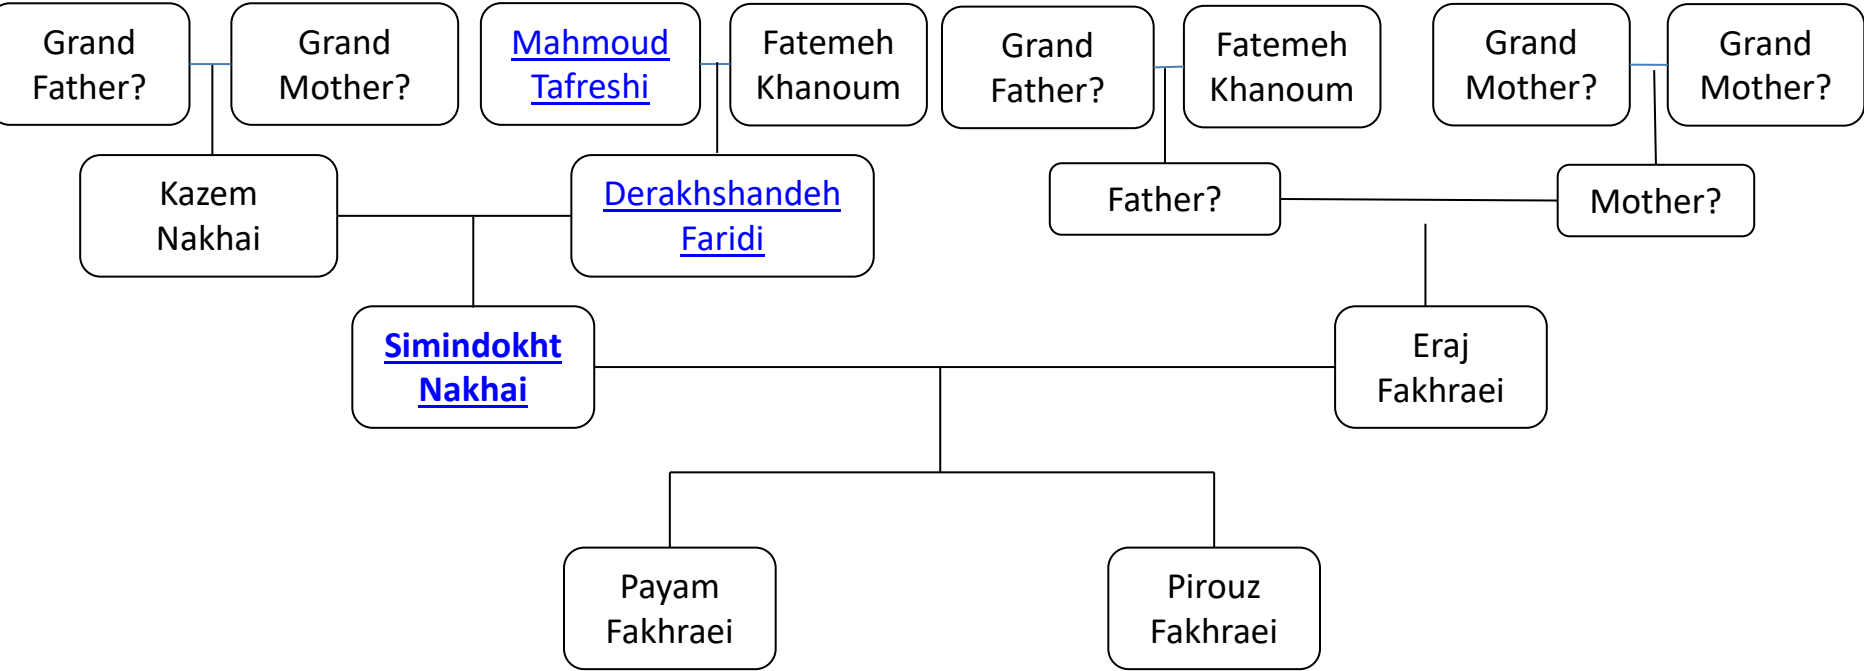 Grand
Father?
Grand
Mother?
Mahmoud
Tafreshi
Fatemeh
Khanoum
Grand
Father?
Fatemeh
Khanoum
Grand
Mother?
Grand
Mother?
Kazem
Nakhai
Derakhshandeh
Faridi
Father?
Mother?
Simindokht
Nakhai
Eraj
Fakhraei
Payam
Fakhraei
Pirouz
Fakhraei